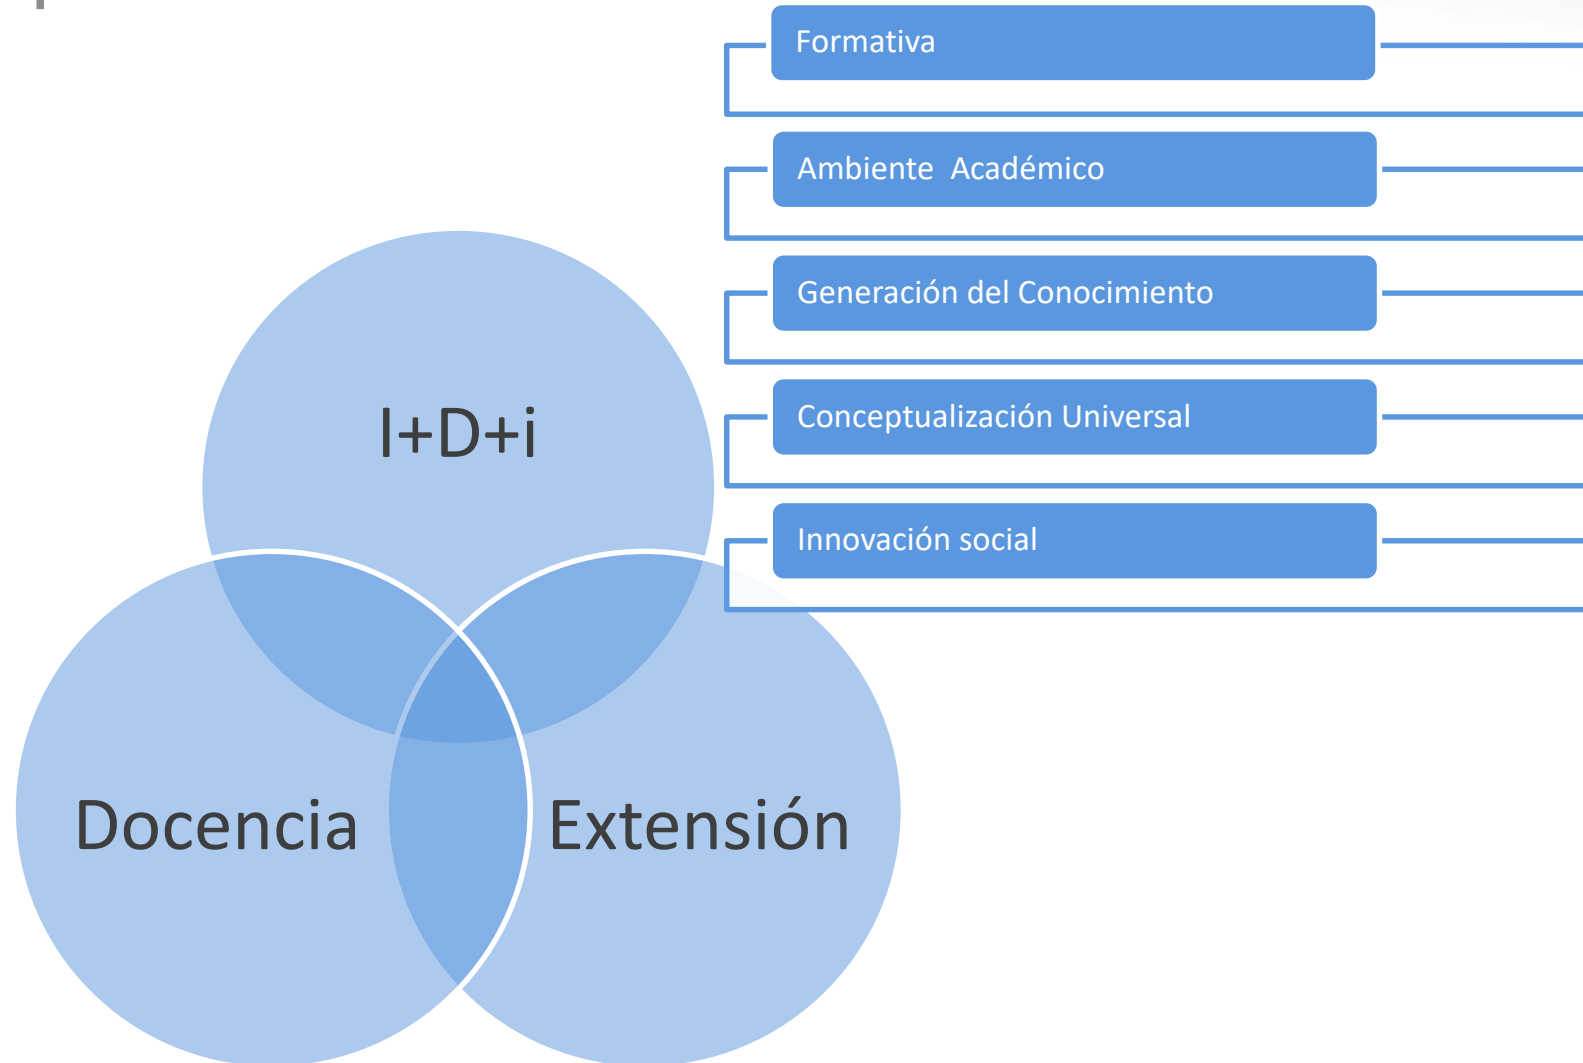 Formativa
Ambiente  Académico
Generación del Conocimiento
Conceptualización Universal
Innovación social
I+D+i
Docencia
Extensión